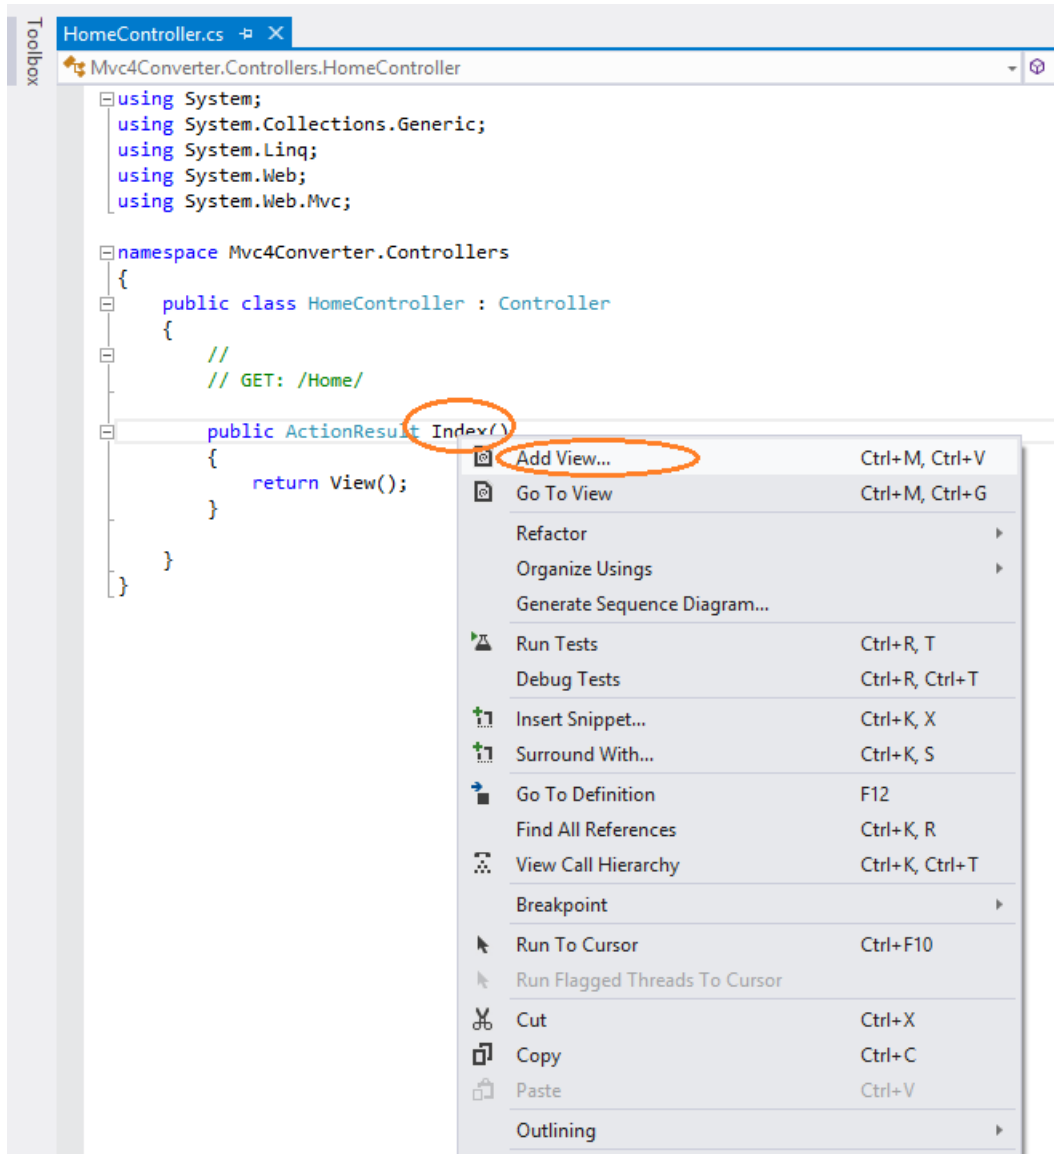 Toolbox
HomeController.cs
Mvc4Converter.Controllers.HomeController
using System;
using System.Collections.Generic;
using System.Linq;
using System.Web;
using System.Web.Mvc;
namespace Mvc4Converter.Controllers
{
public class HomeController : Controller
{
//
// GET: /Home/
public ActionResult Index()
{
return View();
}
}
}
Add View... Ctrl+M, Ctrl+V
Go To View Ctrl+M, Ctrl+G
Refactor
Organize Usings
Generate Sequence Diagram...
Run Tests Ctrl+R, T
Debug Tests Ctrl+R, Ctrl+T
Insert Snippet... Ctrl+K, X
Surround With... Ctrl+K, S
Go To Definition F12
Find All References Ctrl+K, R
View Call Hierarchy Ctrl+K, Ctrl+T
Breakpoint
Run To Cursor Ctrl+F10
Run Flagged Threads To Cursor
Cut Ctrl+X
Copy Ctrl+C
Paste Ctrl+V
Outlining